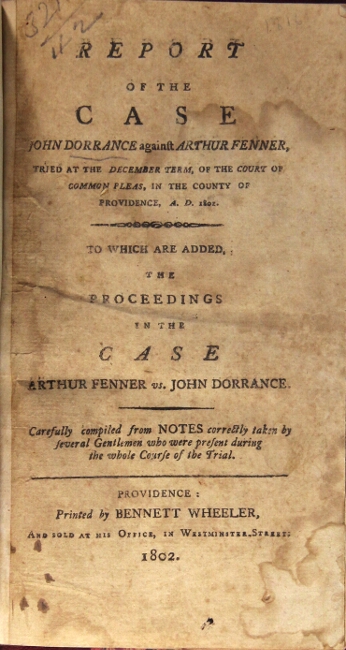 REPORT
OF THE
CASE
JOHN DORRANCE againſt ARTHUR FENNER,
TRIED AT THE DECEMBER TERM, OF THE COURT OF
COMMON PLEAS, IN THE COUNTY OF
PROVIDENCE, A. D. 1801.
TO WHICH ARE ADDED,
THE
PROCEEDINGS
IN THE
CASE
ARTHUR FENNER vs. JOHN DORRANCE.
Carefully compiled from NOTES correctly taken by
ſeveral Gentlemen who were preſent during
the whole Courſe of the Trial.
PROVIDENCE:
Printed by BENNETT WHEELER,
AND SOLD AT HIS OFFICE, IN WESTMINSTER-STREET:
1802.